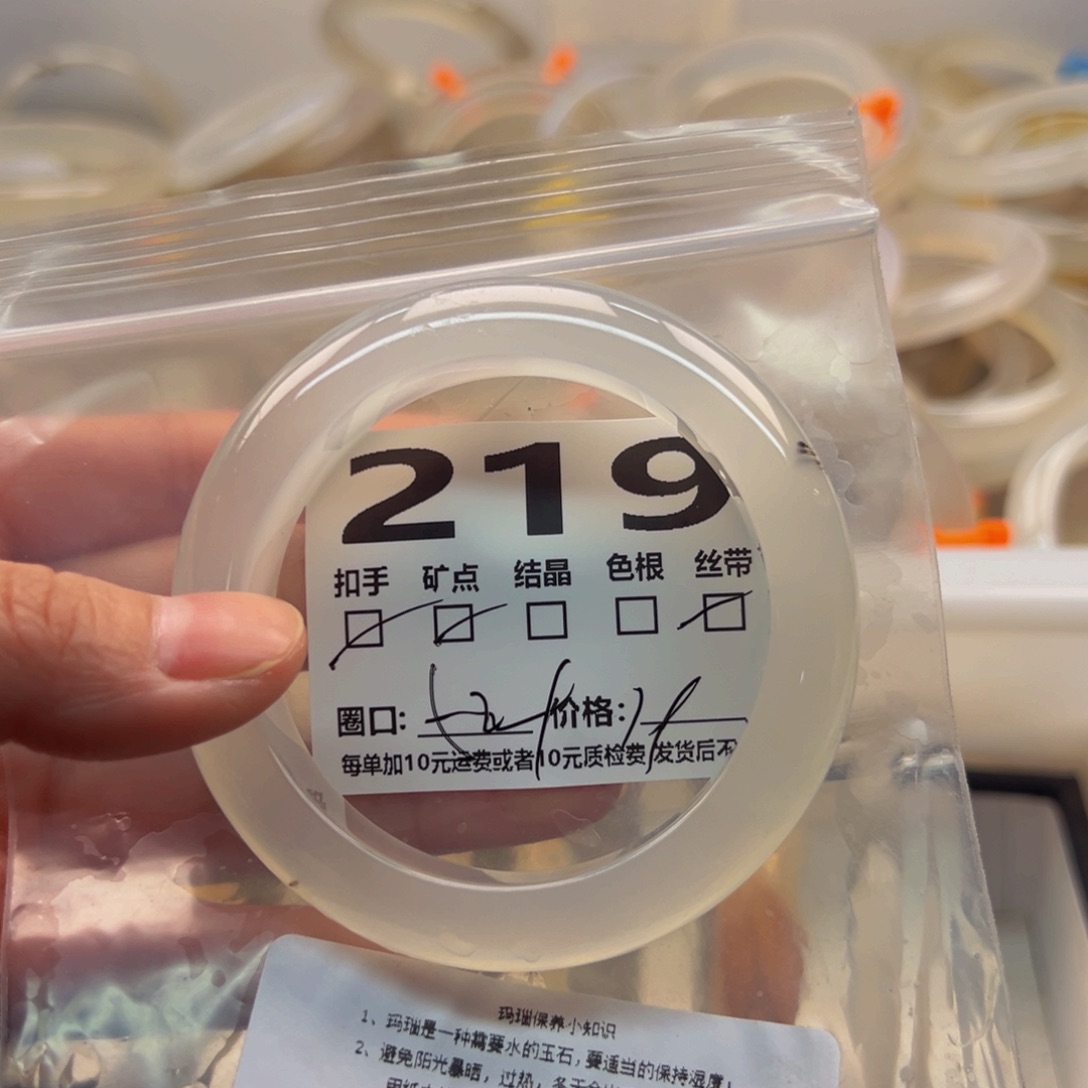 219
扣手 矿点 结晶 色根 丝带
圈口: 价格:
每单加10元运费或者10元质检费 发货后不
玛瑙保养小知识
1、玛瑙是一种需要水的玉石,要适当的保持湿度!
2、避免阳光暴晒,过热,冬天